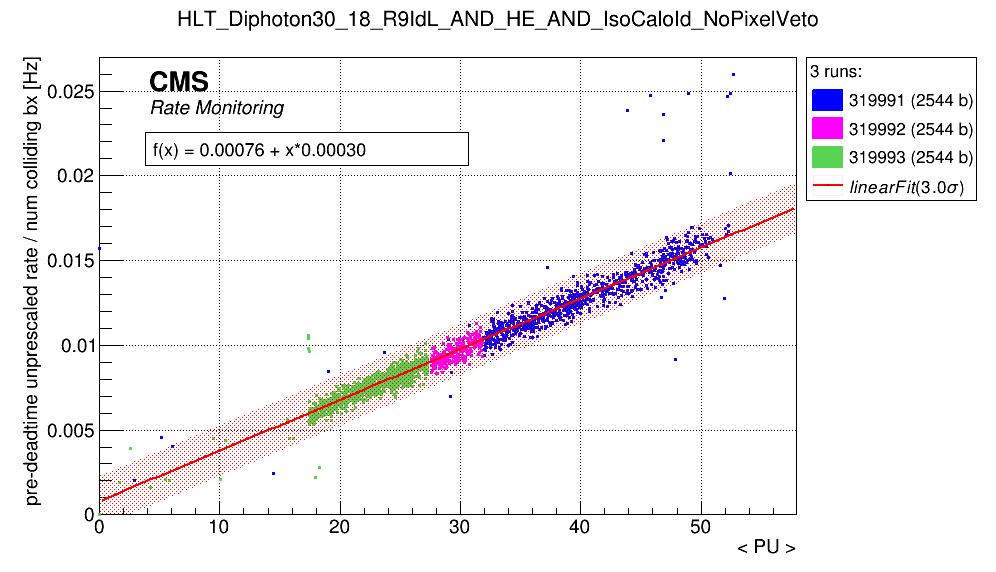 HLT_Diphoton30_18_R9IdL_AND_HE_AND_IsoCaloId_NoPixelVeto
pre-deadtime unprescaled rate / num colliding bx [Hz]
CMS
Rate Monitoring
f(x) = 0.00076 + x*0.00030
0.025
0.02
0.015
0.01
0.005
0
0 10 20 30 40 50
< PU >
3 runs:
319991 (2544 b)
319992 (2544 b)
319993 (2544 b)
linearFit(3.0σ)